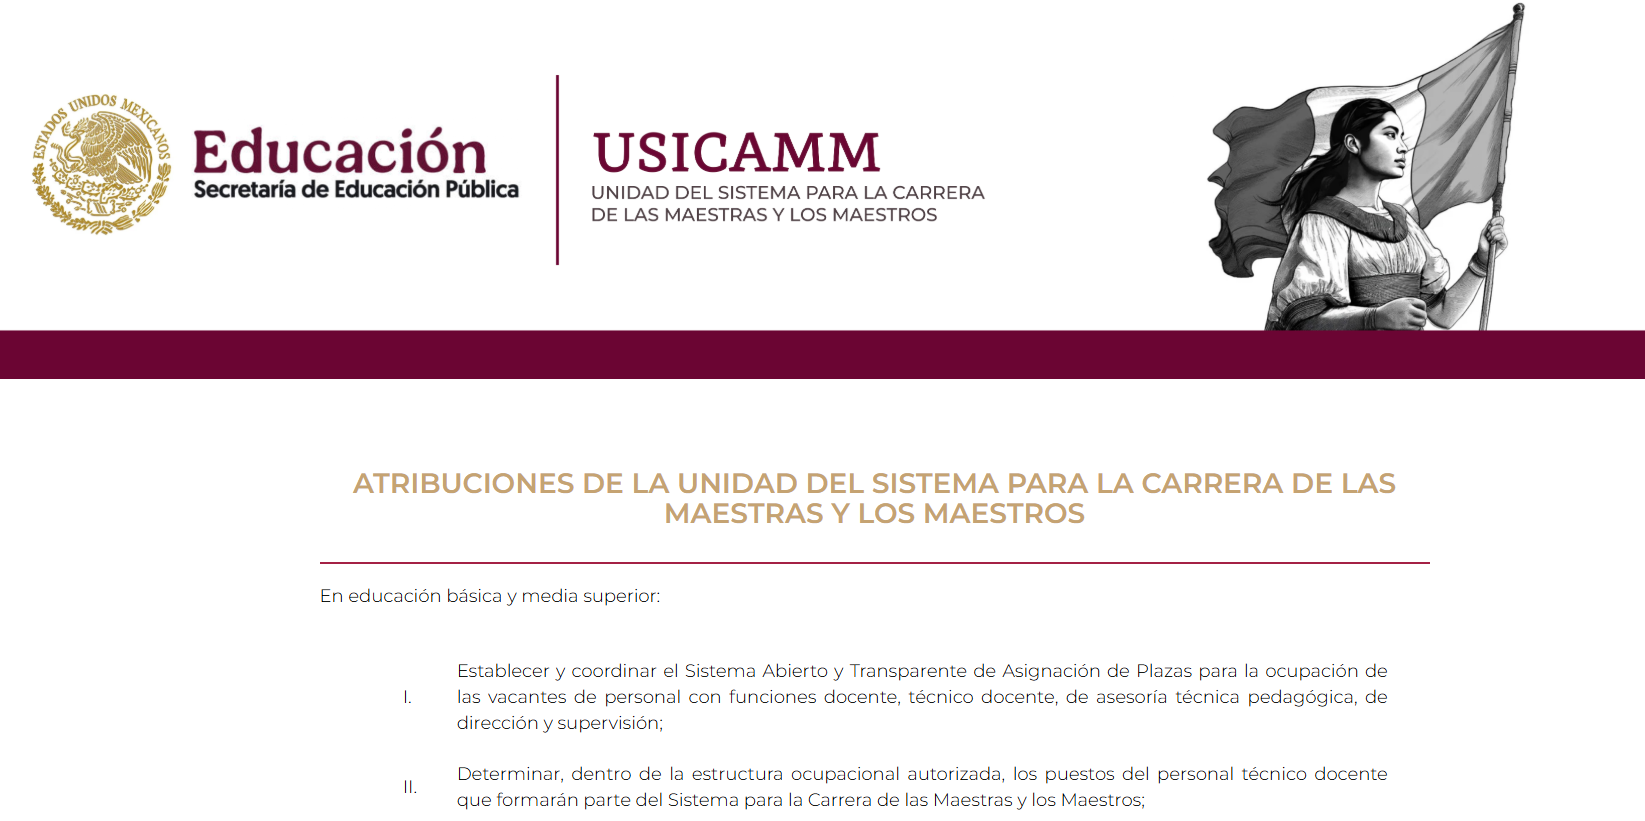 ESTADOS UNIDOS MEXICANOS
Educación
Secretaría de Educación Pública
USICAMM
UNIDAD DEL SISTEMA PARA LA CARRERA
DE LAS MAESTRAS Y LOS MAESTROS
ATRIBUCIONES DE LA UNIDAD DEL SISTEMA PARA LA CARRERA DE LAS
MAESTRAS Y LOS MAESTROS
En educación básica y media superior:
I.
Establecer y coordinar el Sistema Abierto y Transparente de Asignación de Plazas para la ocupación de
las vacantes de personal con funciones docente, técnico docente, de asesoría técnica pedagógica, de
dirección y supervisión;
II.
Determinar, dentro de la estructura ocupacional autorizada, los puestos del personal técnico docente
que formarán parte del Sistema para la Carrera de las Maestras y los Maestros;